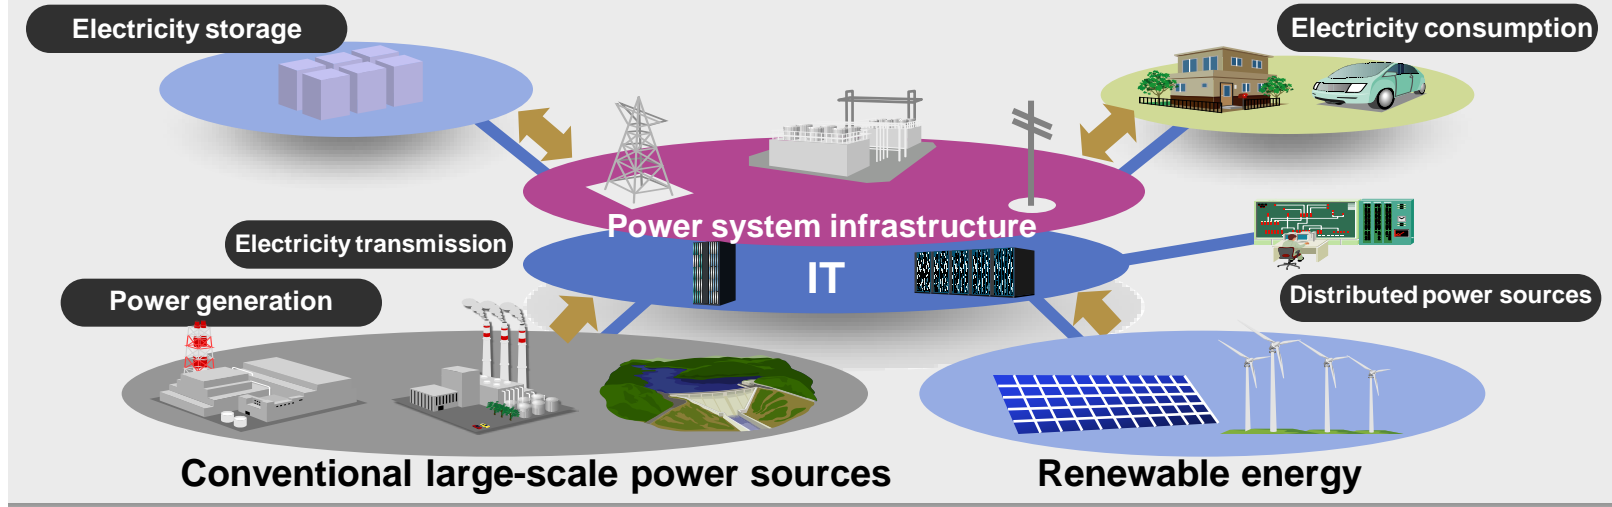 Electricity storage
Electricity consumption
Power system infrastructure
Electricity transmission
IT
Power generation
Distributed power sources
Conventional large-scale power sources
Renewable energy